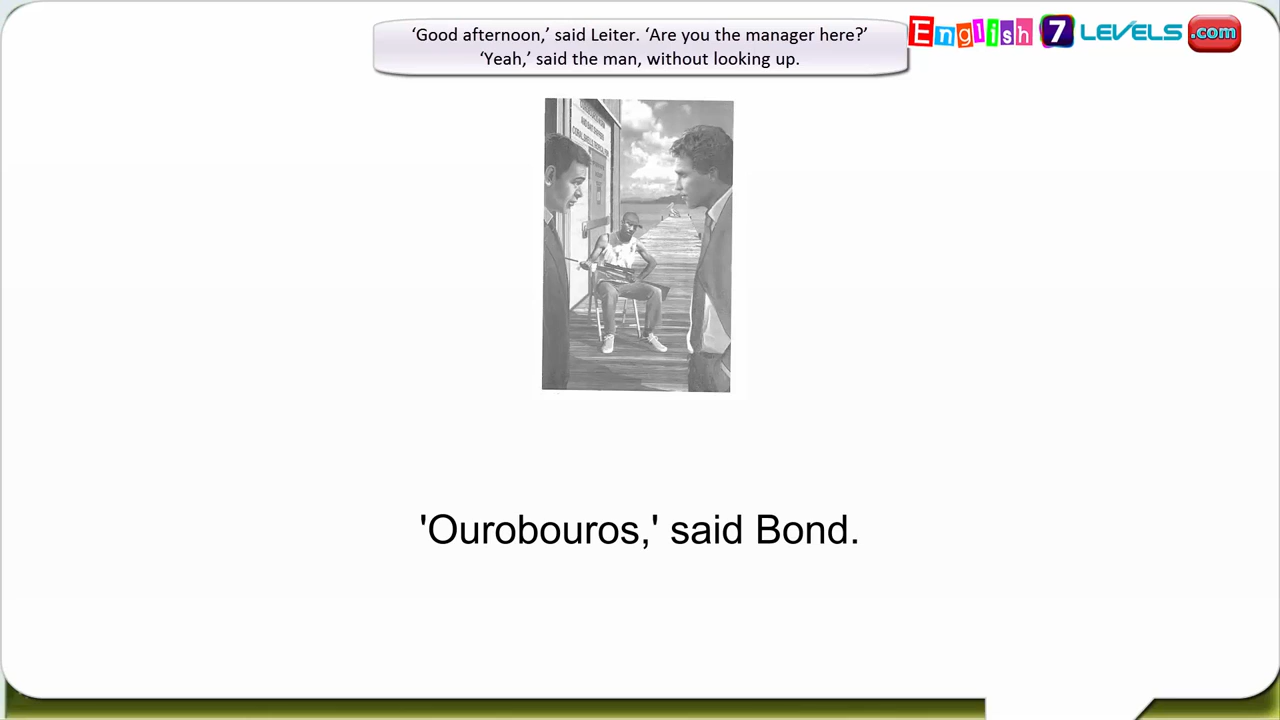 ‘Good afternoon,’ said Leiter. ‘Are you the manager here?’
‘Yeah,’ said the man, without looking up.
English 7 LEVELS .com
'Ourobouros,' said Bond.